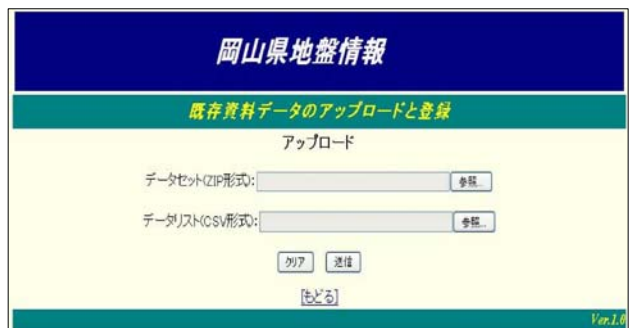 岡山県地盤情報
既存資料データのアップロードと登録
アップロード
データセット(ZIP形式): 参照...
データリスト(CSV形式): 参照...
クリア 送信
[もどる]
Ver.1.0